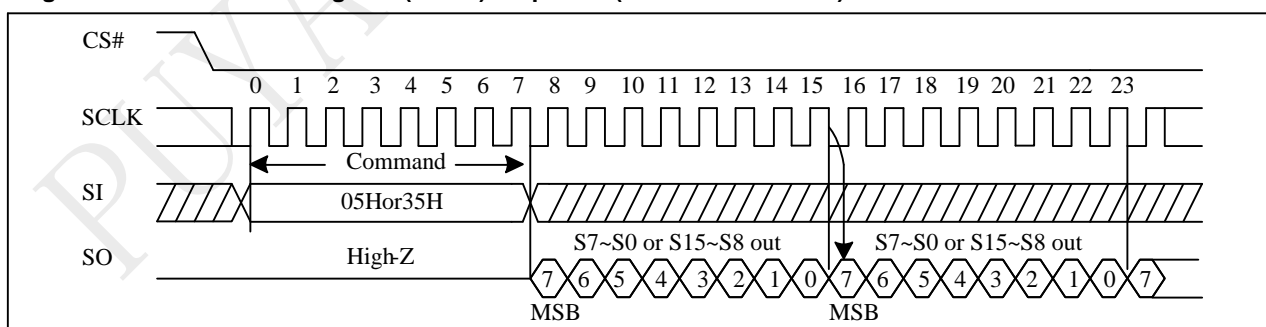 CS#
0 1 2 3 4 5 6 7 8 9 10 11 12 13 14 15 16 17 18 19 20 21 22 23
SCLK
Command
SI
05Hor35H
S7~S0 or S15~S8 out S7~S0 or S15~S8 out
SO
High-Z
7 6 5 4 3 2 1 0 7 6 5 4 3 2 1 0 7
MSB MSB
PUYA